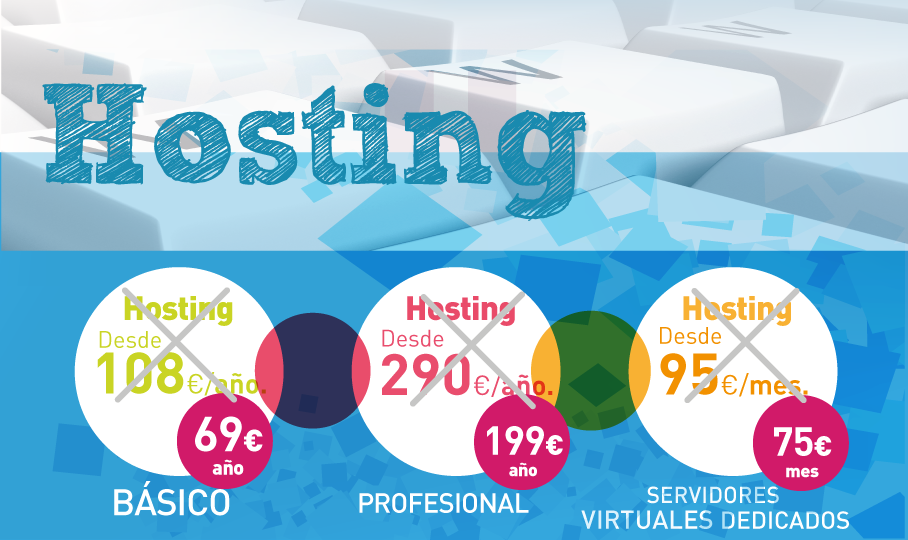 Hosting
Hosting
Desde
108€/año.
69€
año
BÁSICO
Hosting
Desde
290€/año.
199€
año
PROFESIONAL
Hosting
Desde
95€/mes.
75€
mes
SERVIDORES
VIRTUALES DEDICADOS